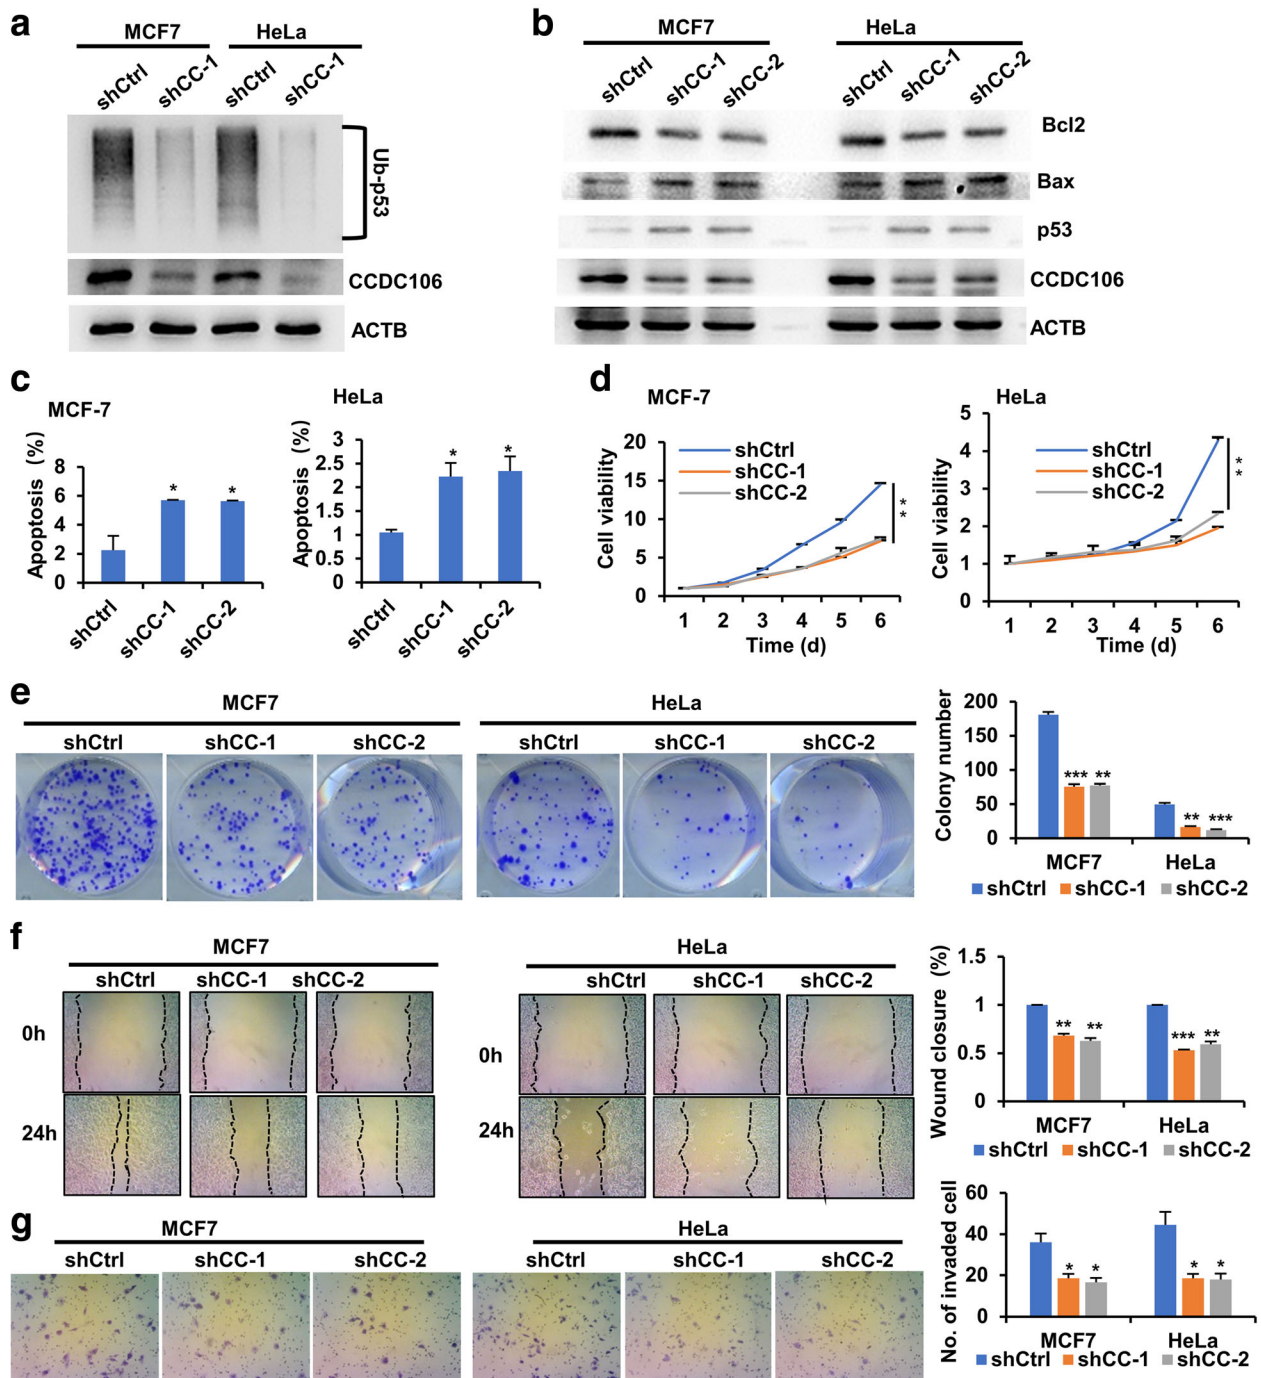 a
MCF7 HeLa
shCtrl shCC-1 shCtrl shCC-1
Ub-p53
CCDC106
ACTB
b
MCF7 HeLa
shCtrl shCC-1 shCC-2 shCtrl shCC-1 shCC-2
Bcl2
Bax
p53
CCDC106
ACTB
c
MCF-7
Apoptosis (%)
8
6
4
2
0
shCtrl shCC-1 shCC-2
* *
HeLa
Apoptosis (%)
3
2.5
2
1.5
1
0.5
0
shCtrl shCC-1 shCC-2
* *
d
MCF-7
Cell viability
20
15
10
5
0
shCtrl
shCC-1
shCC-2
**
1 2 3 4 5 6
Time (d)
HeLa
Cell viability
5
4
3
2
1
0
shCtrl
shCC-1
shCC-2
**
1 2 3 4 5 6
Time (d)
e
MCF7 HeLa
shCtrl shCC-1 shCC-2 shCtrl shCC-1 shCC-2
Colony number
200
150
100
50
0
*** ** ** ***
MCF7 HeLa
shCtrl shCC-1 shCC-2
f
MCF7 HeLa
shCtrl shCC-1 shCC-2 shCtrl shCC-1 shCC-2
0h 0h
24h 24h
Wound closure (%)
1.5
1
0.5
0
** ** *** **
MCF7 HeLa
shCtrl shCC-1 shCC-2
g
MCF7 HeLa
shCtrl shCC-1 shCC-2 shCtrl shCC-1 shCC-2
No. of invaded cell
60
40
20
0
* * * *
MCF7 HeLa
shCtrl shCC-1 shCC-2